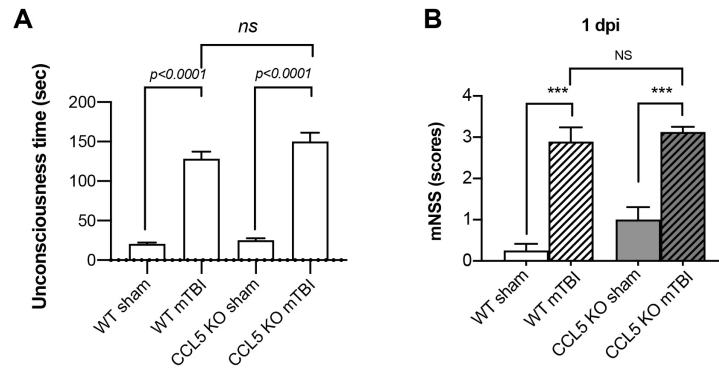 A
ns
p<0.0001 p<0.0001
Unconsciousness time (sec)
200
150
100
50
0
WT sham
WT mTBI
CCL5 KO sham
CCL5 KO mTBI
B
1 dpi
NS
*** ***
mNSS (scores)
4
3
2
1
0
WT sham
WT mTBI
CCL5 KO sham
CCL5 KO mTBI